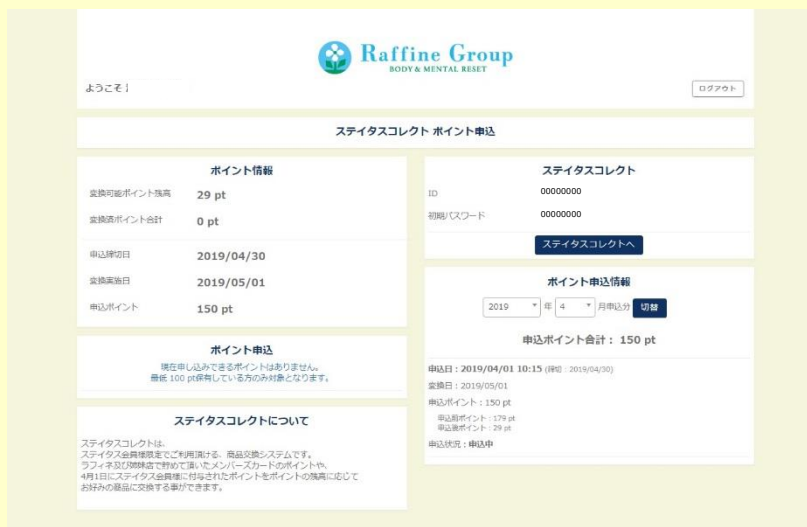 Raffine Group
BODY & MENTAL RESET
ようこそ
ログアウト
ステイタスコレクト ポイント申込
ポイント情報
変換可能ポイント残高 29 pt
変換済ポイント合計 0 pt
申込締切日 2019/04/30
変換実施日 2019/05/01
申込ポイント 150 pt
ポイント申込
現在申し込みできるポイントはありません。
最低 100 pt保有している方のみ対象となります。
ステイタスコレクトについて
ステイタスコレクトは、
ステイタス会員様限定でご利用頂ける、商品交換システムです。
ラフィネ及び姉妹店で貯めて頂いたメンバーズカードのポイントや、
4月1日にステイタス会員様に付与されたポイントをポイントの残高に応じて
お好みの商品に交換する事ができます。
ステイタスコレクト
ID 00000000
初期パスワード 00000000
ステイタスコレクトへ
ポイント申込情報
2019 年 4 月申込分 切替
申込ポイント合計： 150 pt
申込日：2019/04/01 10:15 (締切：2019/04/30)
変換日：2019/05/01
申込ポイント：150 pt
申込前ポイント：179 pt
申込後ポイント：29 pt
申込状況：申込中